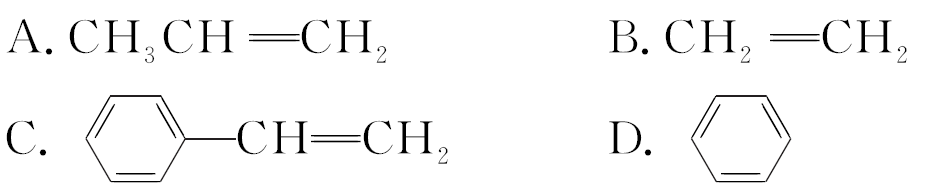 A. CH₃CH=CH₂ B. CH₂=CH₂
C. CH=CH₂ D.